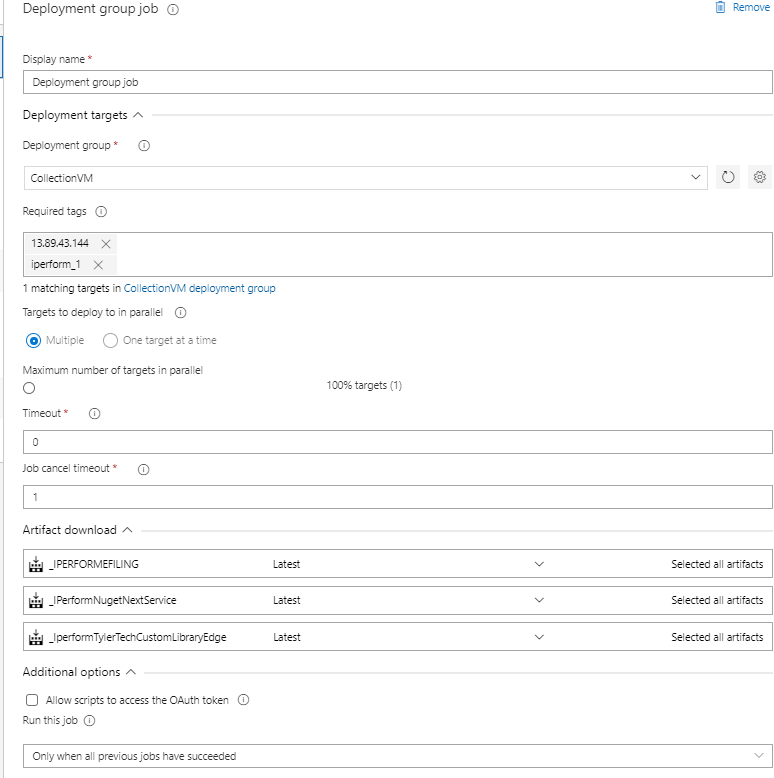 Deployment group job
Remove
Display name *
Deployment group job
Deployment targets
Deployment group *
CollectionVM
Required tags
13.89.43.144
iperform_1
1 matching targets in CollectionVM deployment group
Targets to deploy to in parallel
Multiple One target at a time
Maximum number of targets in parallel
100% targets (1)
Timeout *
0
Job cancel timeout *
1
Artifact download
_IPERFORMEFILING Latest Selected all artifacts
_IPerformNugetNextService Latest Selected all artifacts
_IperformTylerTechCustomLibraryEdge Latest Selected all artifacts
Additional options
Allow scripts to access the OAuth token
Run this job
Only when all previous jobs have succeeded